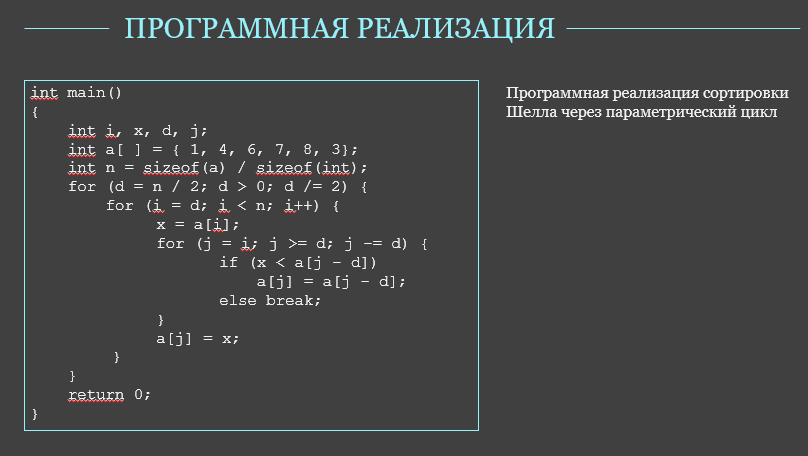 ПРОГРАММНАЯ РЕАЛИЗАЦИЯ
int main()
{
int i, x, d, j;
int a[ ] = { 1, 4, 6, 7, 8, 3};
int n = sizeof(a) / sizeof(int);
for (d = n / 2; d > 0; d /= 2) {
for (i = d; i < n; i++) {
x = a[i];
for (j = i; j >= d; j -= d) {
if (x < a[j - d])
a[j] = a[j - d];
else break;
}
a[j] = x;
}
}
return 0;
}
Программная реализация сортировки
Шелла через параметрический цикл